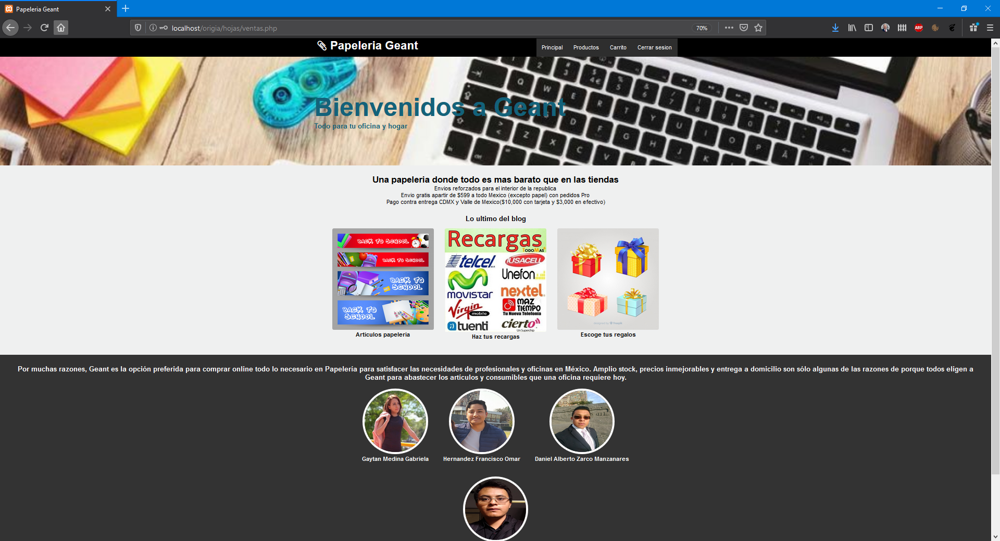 Papeleria Geant
localhost/origia/hojas/ventas.php
70%
ABP
Papeleria Geant
Principal
Productos
Carrito
Cerrar sesion
Bienvenidos a Geant
Todo para tu oficina y hogar
Una papeleria donde todo es mas barato que en las tiendas
Envios reforzados para el interior de la republica
Envio gratis apartir de $599 a todo Mexico (excepto papel) con pedidos Pro
Pago contra entrega CDMX y Valle de Mexico($10,000 con tarjeta y $3,000 en efectivo)
Lo ultimo del blog
BACK TO SCHOOL
BACK TO SCHOOL
BACK TO
SCHOOL
BACK TO
SCHOOL
Articulos papeleria
Recargas
TODOMAS+
telcel
IUSACELL
movistar
Unefon
nextel
Virgin
mobile
MAZ
TIEMPO
Tu Nueva Telefonía
tuenti
cierto
Un Superchip
Haz tus recargas
designed by freepik
Escoge tus regalos
Por muchas razones, Geant es la opción preferida para comprar online todo lo necesario en Papelería para satisfacer las necesidades de profesionales y oficinas en México. Amplio stock, precios inmejorables y entrega a domicilio son sólo algunas de las razones de porque todos eligen a
Geant para abastecer los artículos y consumibles que una oficina requiere hoy.
Gaytan Medina Gabriela
Hernandez Francisco Omar
Daniel Alberto Zarco Manzanares